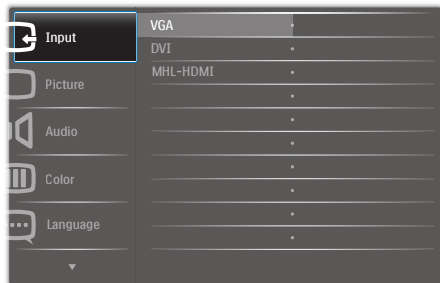 Input
Picture
Audio
Color
Language
VGA
DVI
MHL-HDMI